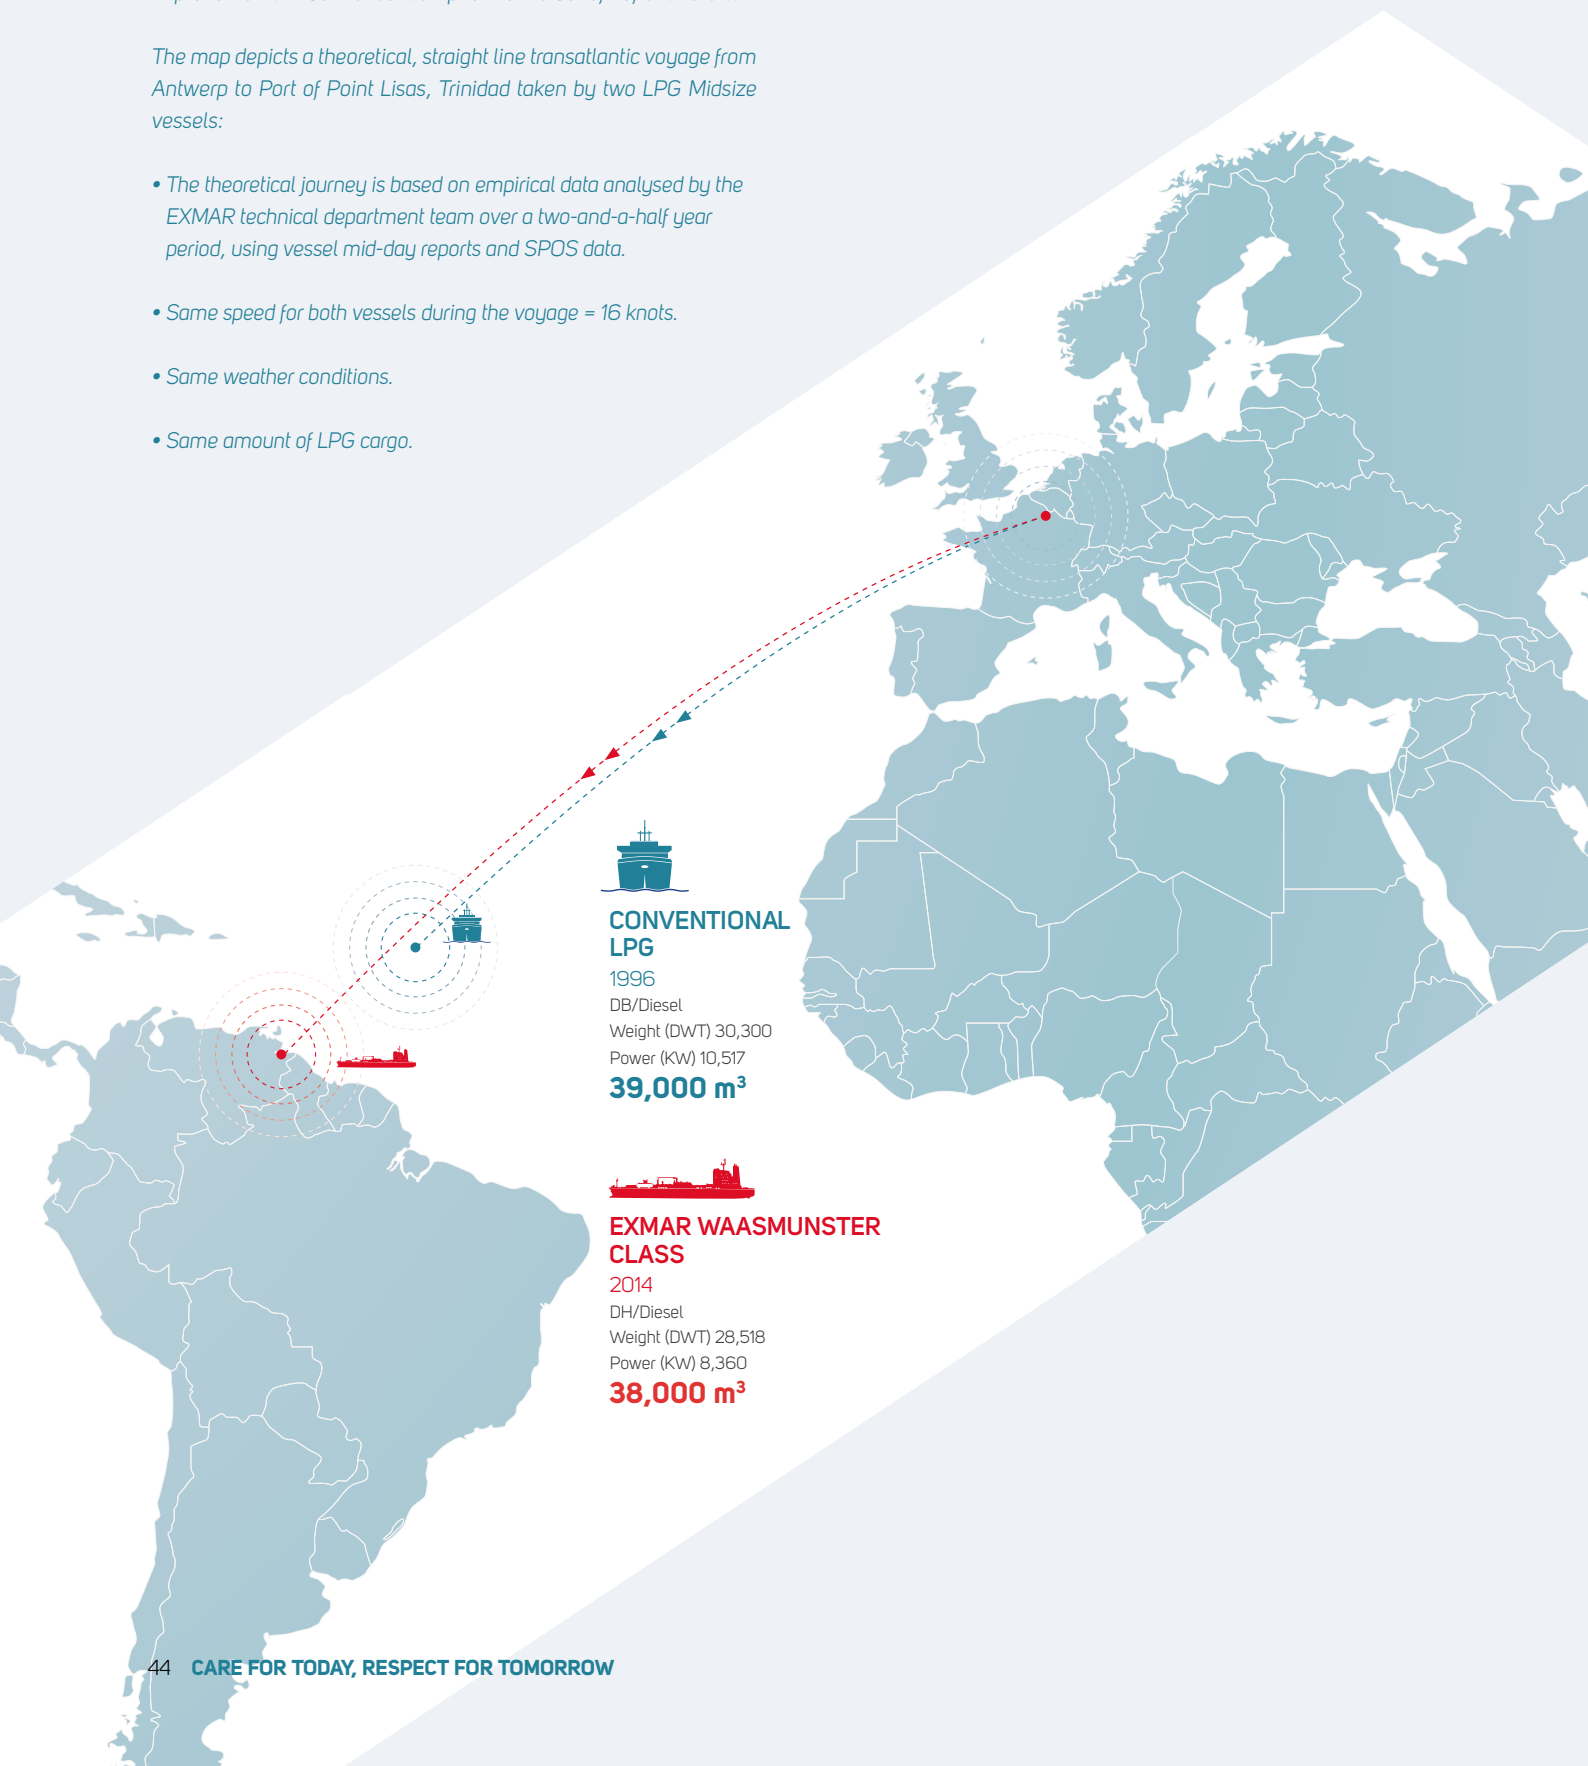 The map depicts a theoretical, straight line transatlantic voyage from
Antwerp to Port of Point Lisas, Trinidad taken by two LPG Midsize
vessels:
• The theoretical journey is based on empirical data analysed by the
EXMAR technical department team over a two-and-a-half year
period, using vessel mid-day reports and SPOS data.
• Same speed for both vessels during the voyage = 16 knots.
• Same weather conditions.
• Same amount of LPG cargo.
CONVENTIONAL
LPG
1996
DB/Diesel
Weight (DWT) 30,300
Power (KW) 10,517
39,000 m³
EXMAR WAASMUNSTER
CLASS
2014
DH/Diesel
Weight (DWT) 28,518
Power (KW) 8,360
38,000 m³
44 CARE FOR TODAY, RESPECT FOR TOMORROW